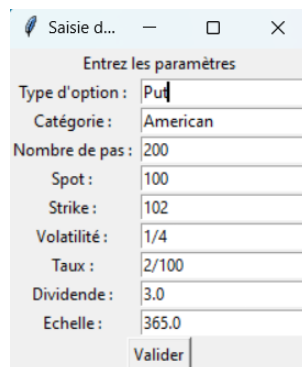 Saisie d...
Entrez les paramètres
Type d'option : Put
Catégorie : American
Nombre de pas : 200
Spot : 100
Strike : 102
Volatilité : 1/4
Taux : 2/100
Dividende : 3.0
Echelle : 365.0
Valider